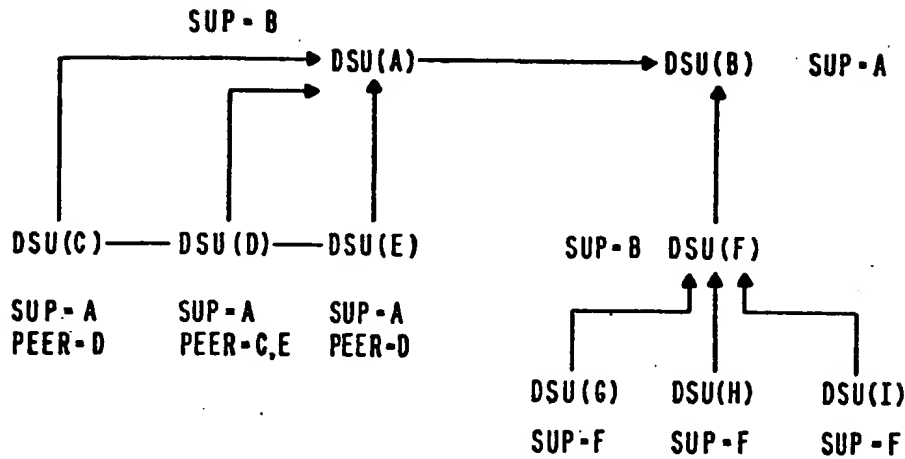 SUP = B
DSU(A) DSU(B) SUP=A
DSU(C) DSU(D) DSU(E) SUP=B DSU(F)
SUP=A SUP=A SUP=A
PEER=D PEER=C,E PEER=D
DSU(G) DSU(H) DSU(I)
SUP=F SUP=F SUP=F